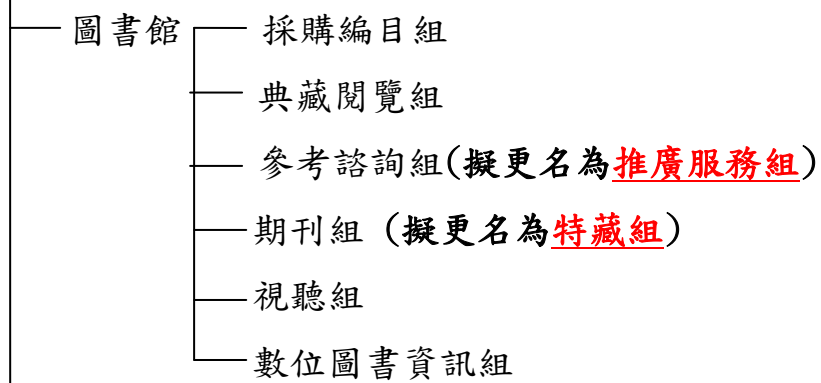 圖書館
採購編目組
典藏閱覽組
參考諮詢組(擬更名為推廣服務組)
期刊組 (擬更名為特藏組)
視聽組
數位圖書資訊組